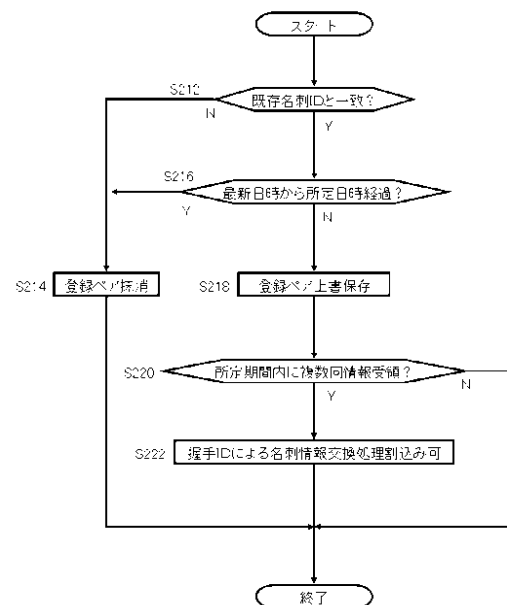 スタート
S212
既存名刺IDと一致？
N
Y
S216
最新日時から所定日時経過？
Y
N
S214
登録ペア抹消
S218
登録ペア上書保存
S220
所定期間内に複数回情報受領？
N
Y
S222
握手IDによる名刺情報交換処理割込み可
終了